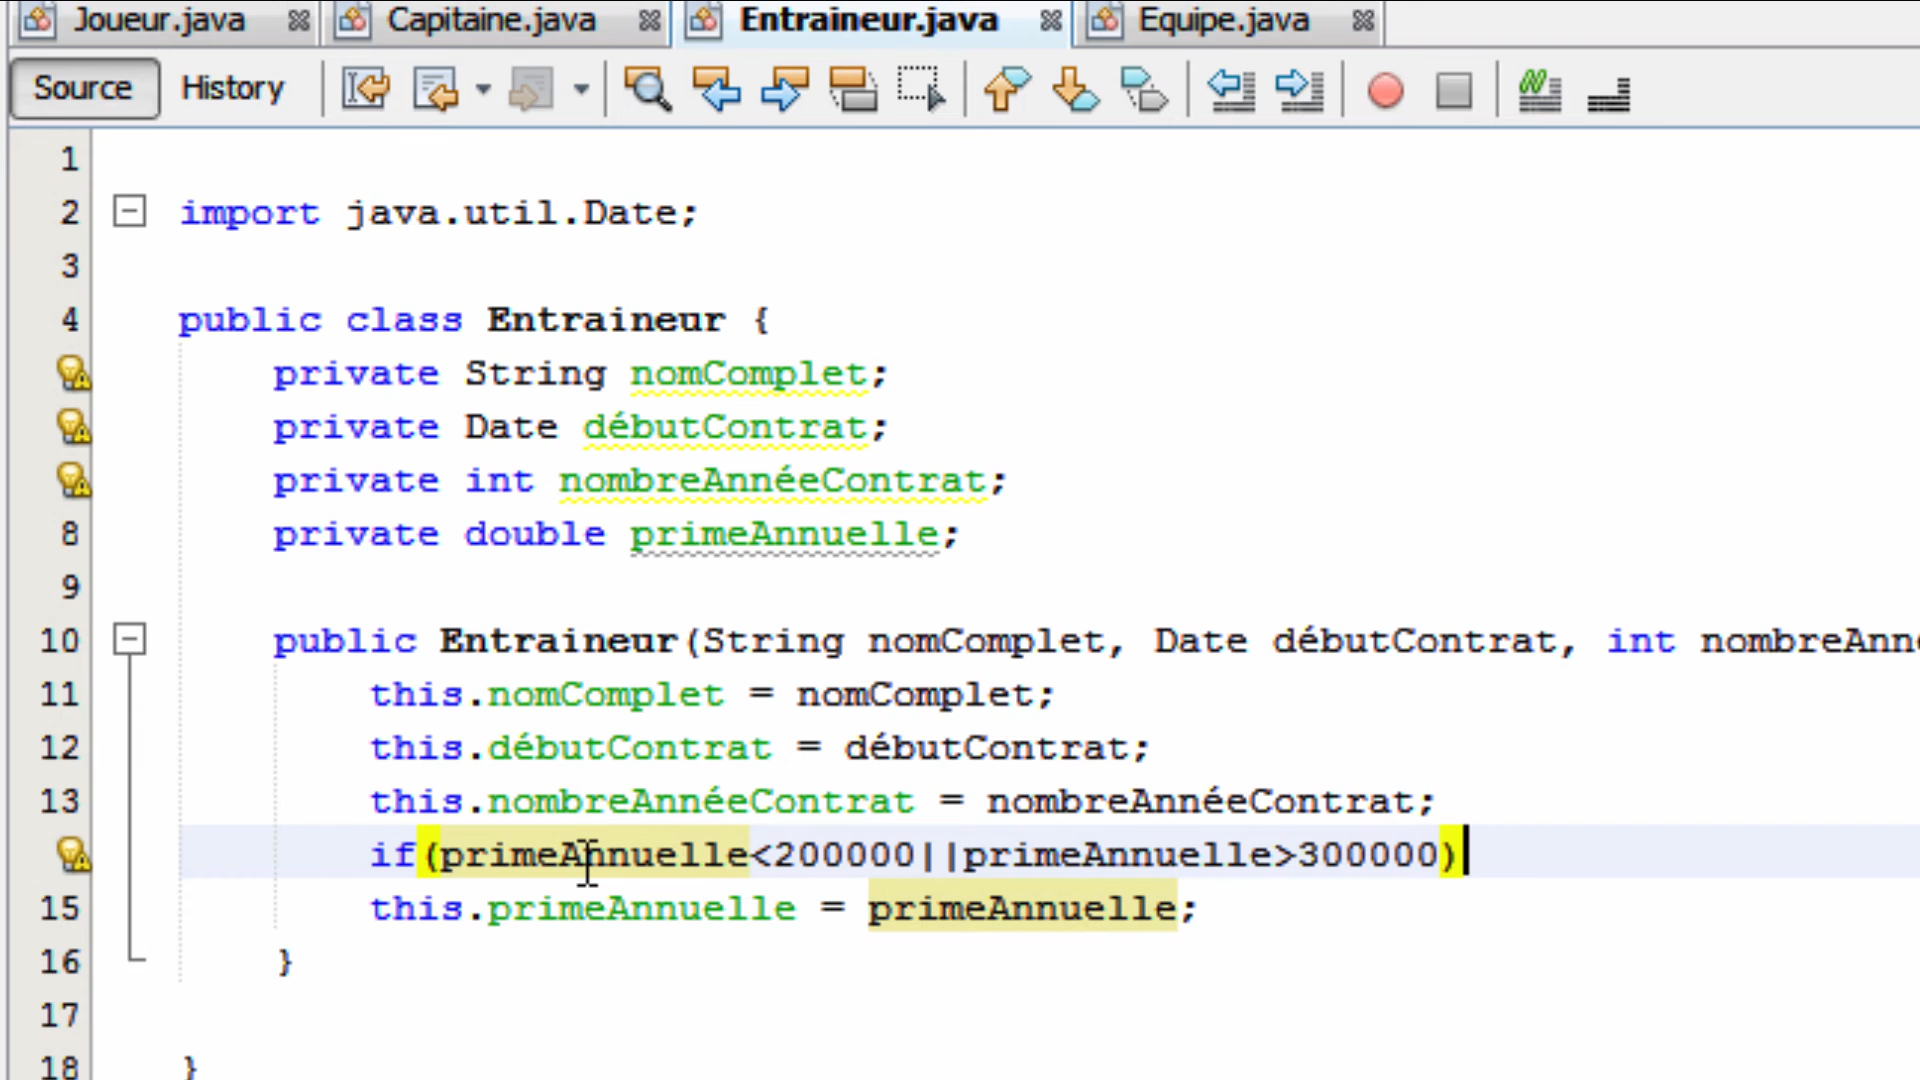 Joueur.java Capitaine.java Entraineur.java Equipe.java
Source History
1
2 import java.util.Date;
3
4 public class Entraineur {
private String nomComplet;
private Date débutContrat;
private int nombreAnnéeContrat;
8 private double primeAnnuelle;
9
10 public Entraineur(String nomComplet, Date débutContrat, int nombreAnn
11 this.nomComplet = nomComplet;
12 this.débutContrat = débutContrat;
13 this.nombreAnnéeContrat = nombreAnnéeContrat;
if(primeAnnuelle<200000||primeAnnuelle>300000)
15 this.primeAnnuelle = primeAnnuelle;
16 }
17
18 }